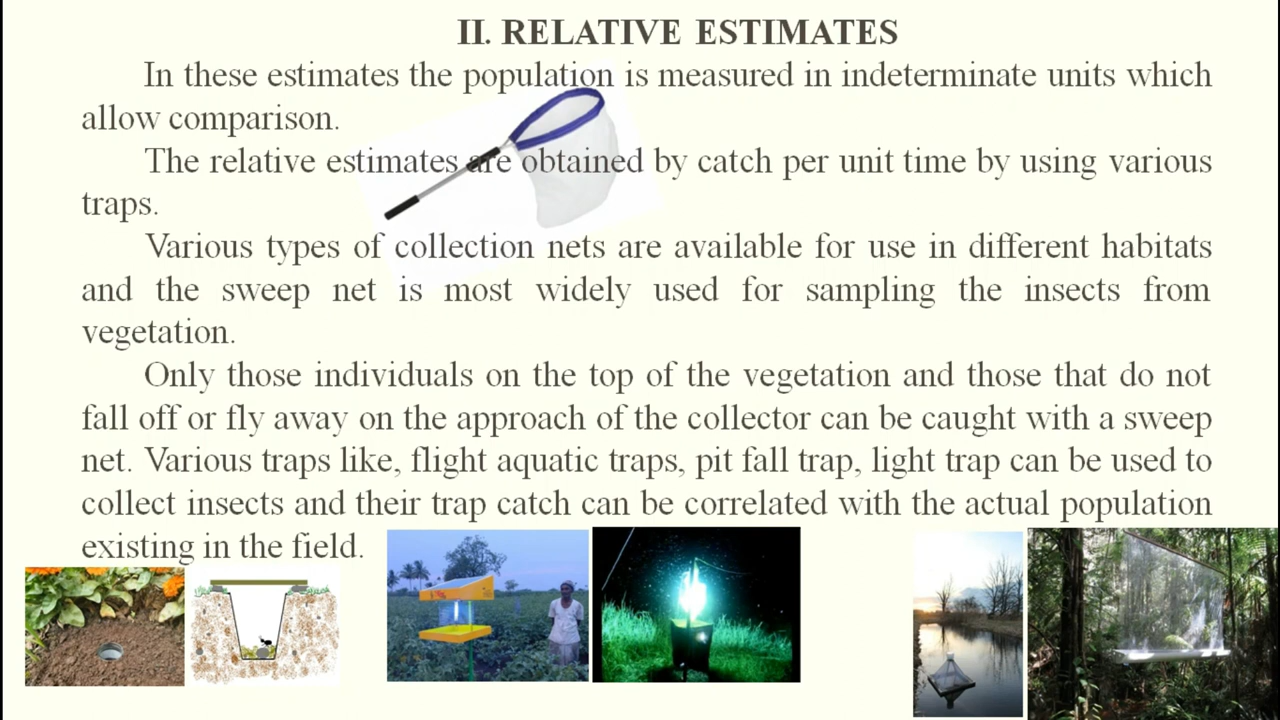 II. RELATIVE ESTIMATES
In these estimates the population is measured in indeterminate units which
allow comparison.
The relative estimates are obtained by catch per unit time by using various
traps.
Various types of collection nets are available for use in different habitats
and the sweep net is most widely used for sampling the insects from
vegetation.
Only those individuals on the top of the vegetation and those that do not
fall off or fly away on the approach of the collector can be caught with a sweep
net. Various traps like, flight aquatic traps, pit fall trap, light trap can be used to
collect insects and their trap catch can be correlated with the actual population
existing in the field.